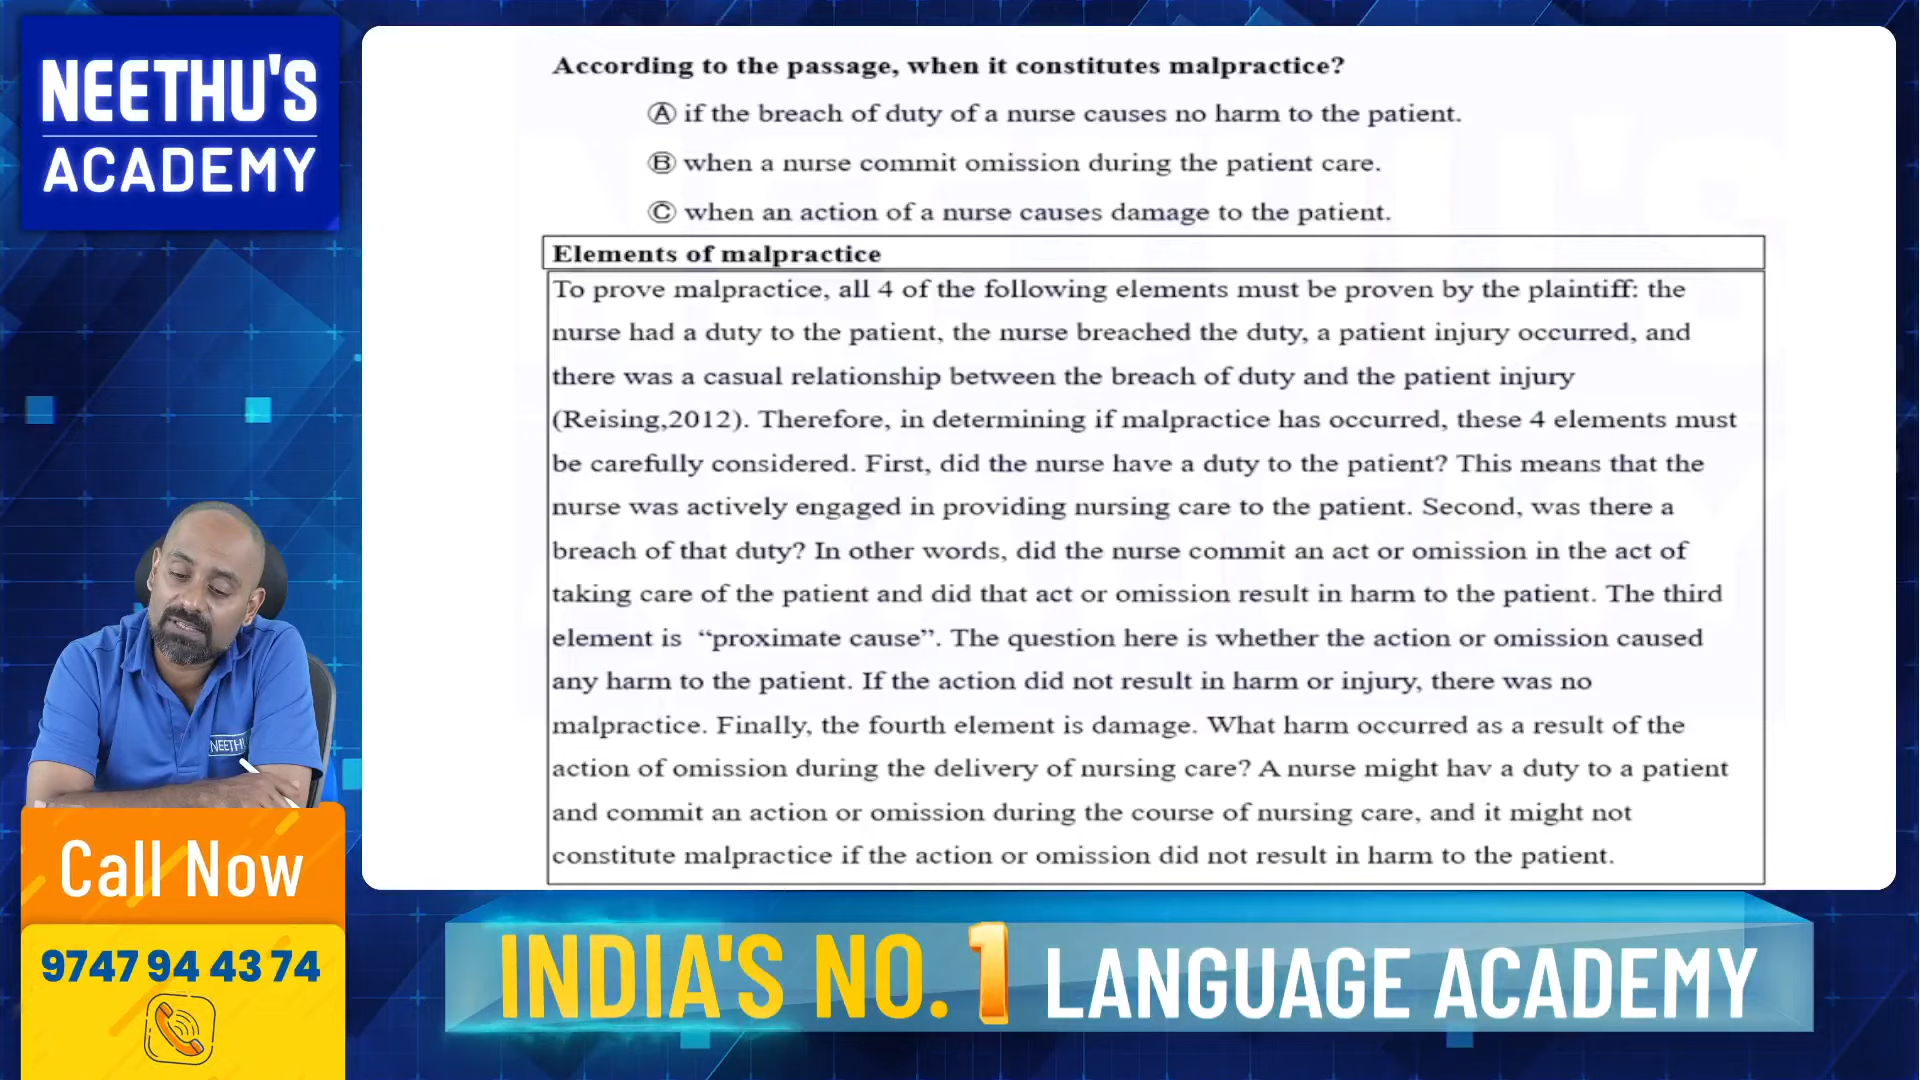 NEETHU'S
ACADEMY
According to the passage, when it constitutes malpractice?
Ⓐ if the breach of duty of a nurse causes no harm to the patient.
Ⓑ when a nurse commit omission during the patient care.
Ⓒ when an action of a nurse causes damage to the patient.
Elements of malpractice
To prove malpractice, all 4 of the following elements must be proven by the plaintiff: the
nurse had a duty to the patient, the nurse breached the duty, a patient injury occurred, and
there was a casual relationship between the breach of duty and the patient injury
(Reising,2012). Therefore, in determining if malpractice has occurred, these 4 elements must
be carefully considered. First, did the nurse have a duty to the patient? This means that the
nurse was actively engaged in providing nursing care to the patient. Second, was there a
breach of that duty? In other words, did the nurse commit an act or omission in the act of
taking care of the patient and did that act or omission result in harm to the patient. The third
element is “proximate cause”. The question here is whether the action or omission caused
any harm to the patient. If the action did not result in harm or injury, there was no
malpractice. Finally, the fourth element is damage. What harm occurred as a result of the
action of omission during the delivery of nursing care? A nurse might hav a duty to a patient
and commit an action or omission during the course of nursing care, and it might not
constitute malpractice if the action or omission did not result in harm to the patient.
NEETHU
Call Now
9747 94 43 74
INDIA'S NO.1 LANGUAGE ACADEMY